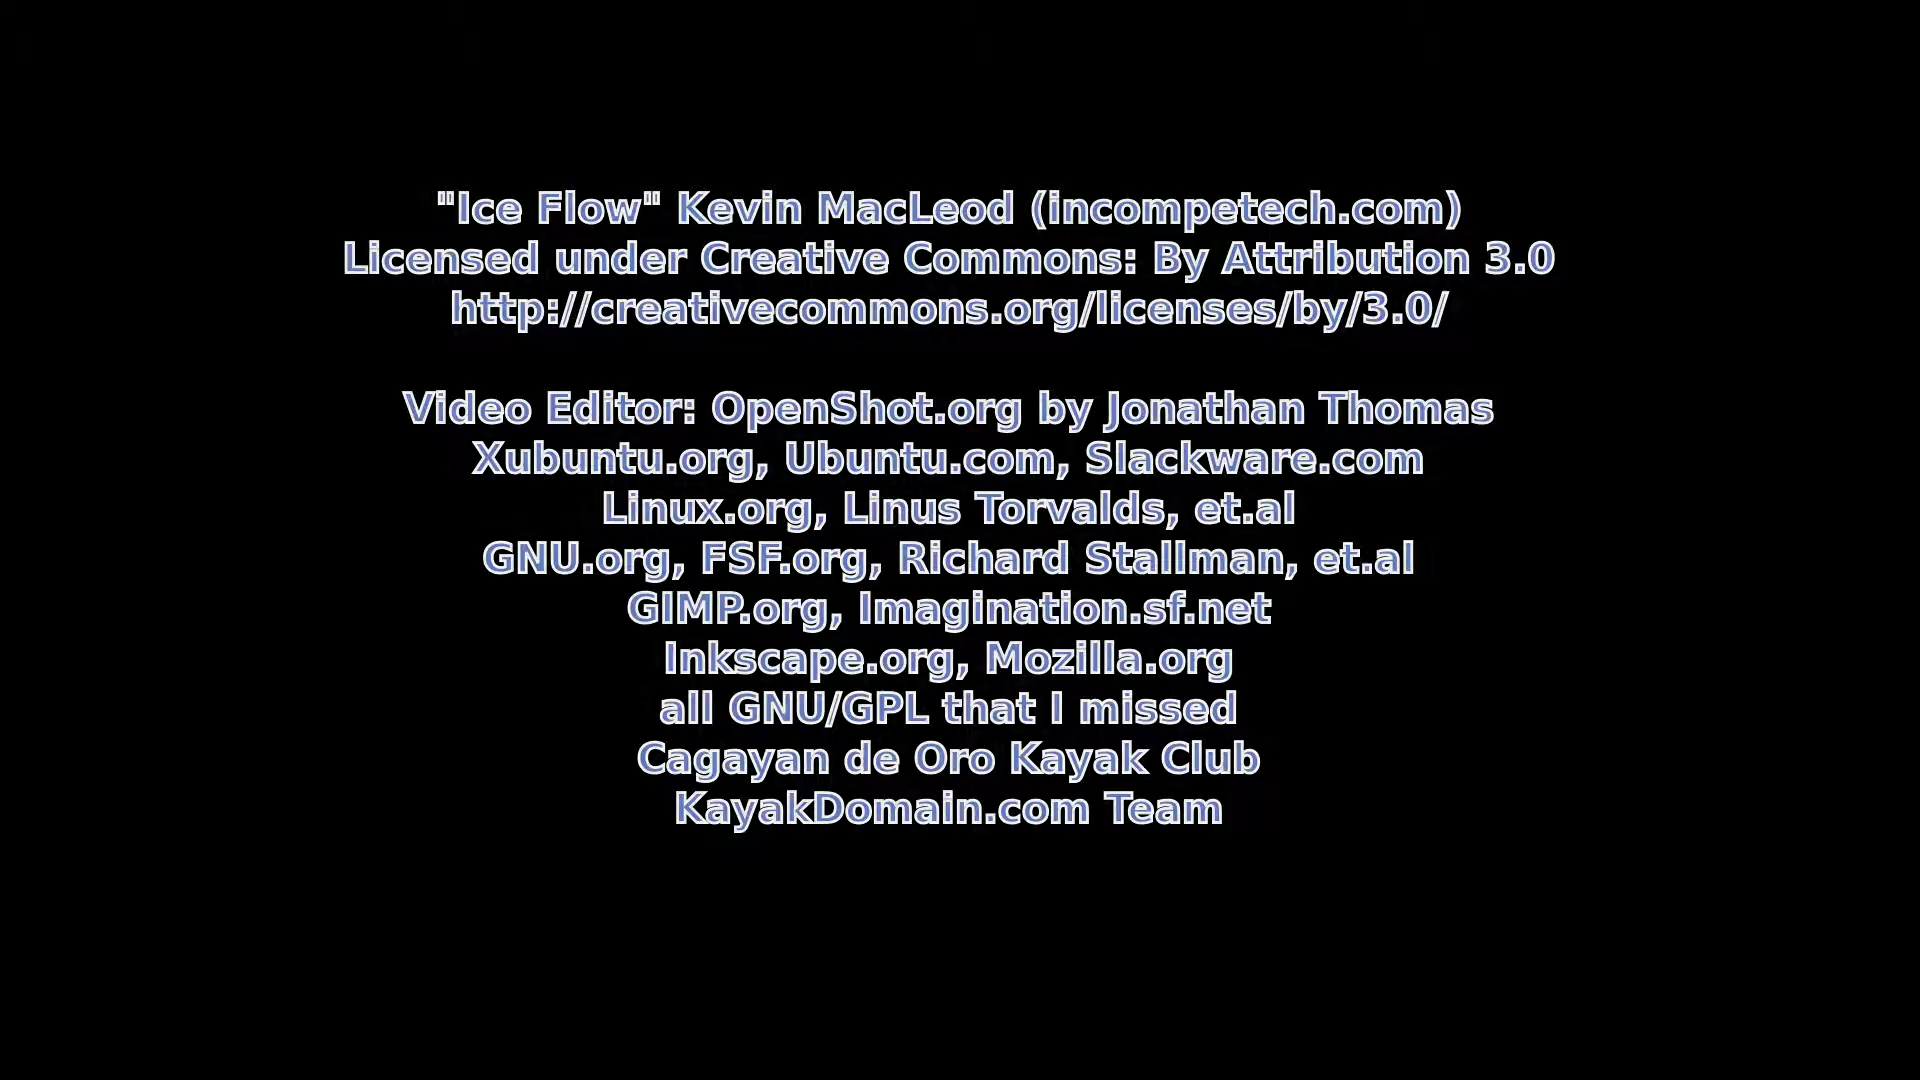 "Ice Flow" Kevin MacLeod (incompetech.com)
Licensed under Creative Commons: By Attribution 3.0
http://creativecommons.org/licenses/by/3.0/
Video Editor: OpenShot.org by Jonathan Thomas
Xubuntu.org, Ubuntu.com, Slackware.com
Linux.org, Linus Torvalds, et.al
GNU.org, FSF.org, Richard Stallman, et.al
GIMP.org, Imagination.sf.net
Inkscape.org, Mozilla.org
all GNU/GPL that I missed
Cagayan de Oro Kayak Club
KayakDomain.com Team